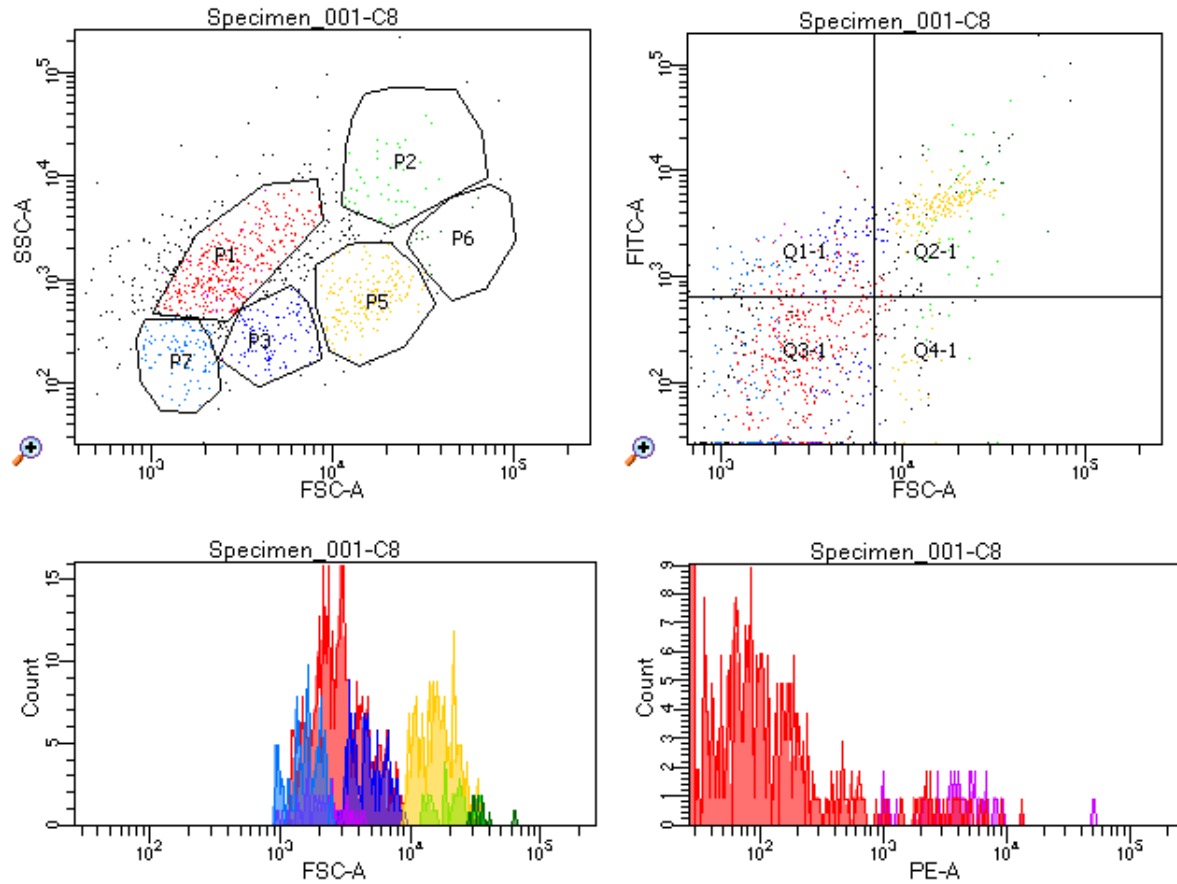 Specimen_001-C8
SSC-A
10^5
10^4
10^3
10^2
P1
P2
P3
P5
P6
P7
10^3
10^4
10^5
FSC-A
Specimen_001-C8
FITC-A
10^5
10^4
10^3
10^2
Q1-1
Q2-1
Q3-1
Q4-1
10^3
10^4
10^5
FSC-A
Specimen_001-C8
Count
15
10
5
0
10^2
10^3
10^4
10^5
FSC-A
Specimen_001-C8
Count
9
8
7
6
5
4
3
2
1
0
10^2
10^3
10^4
10^5
PE-A